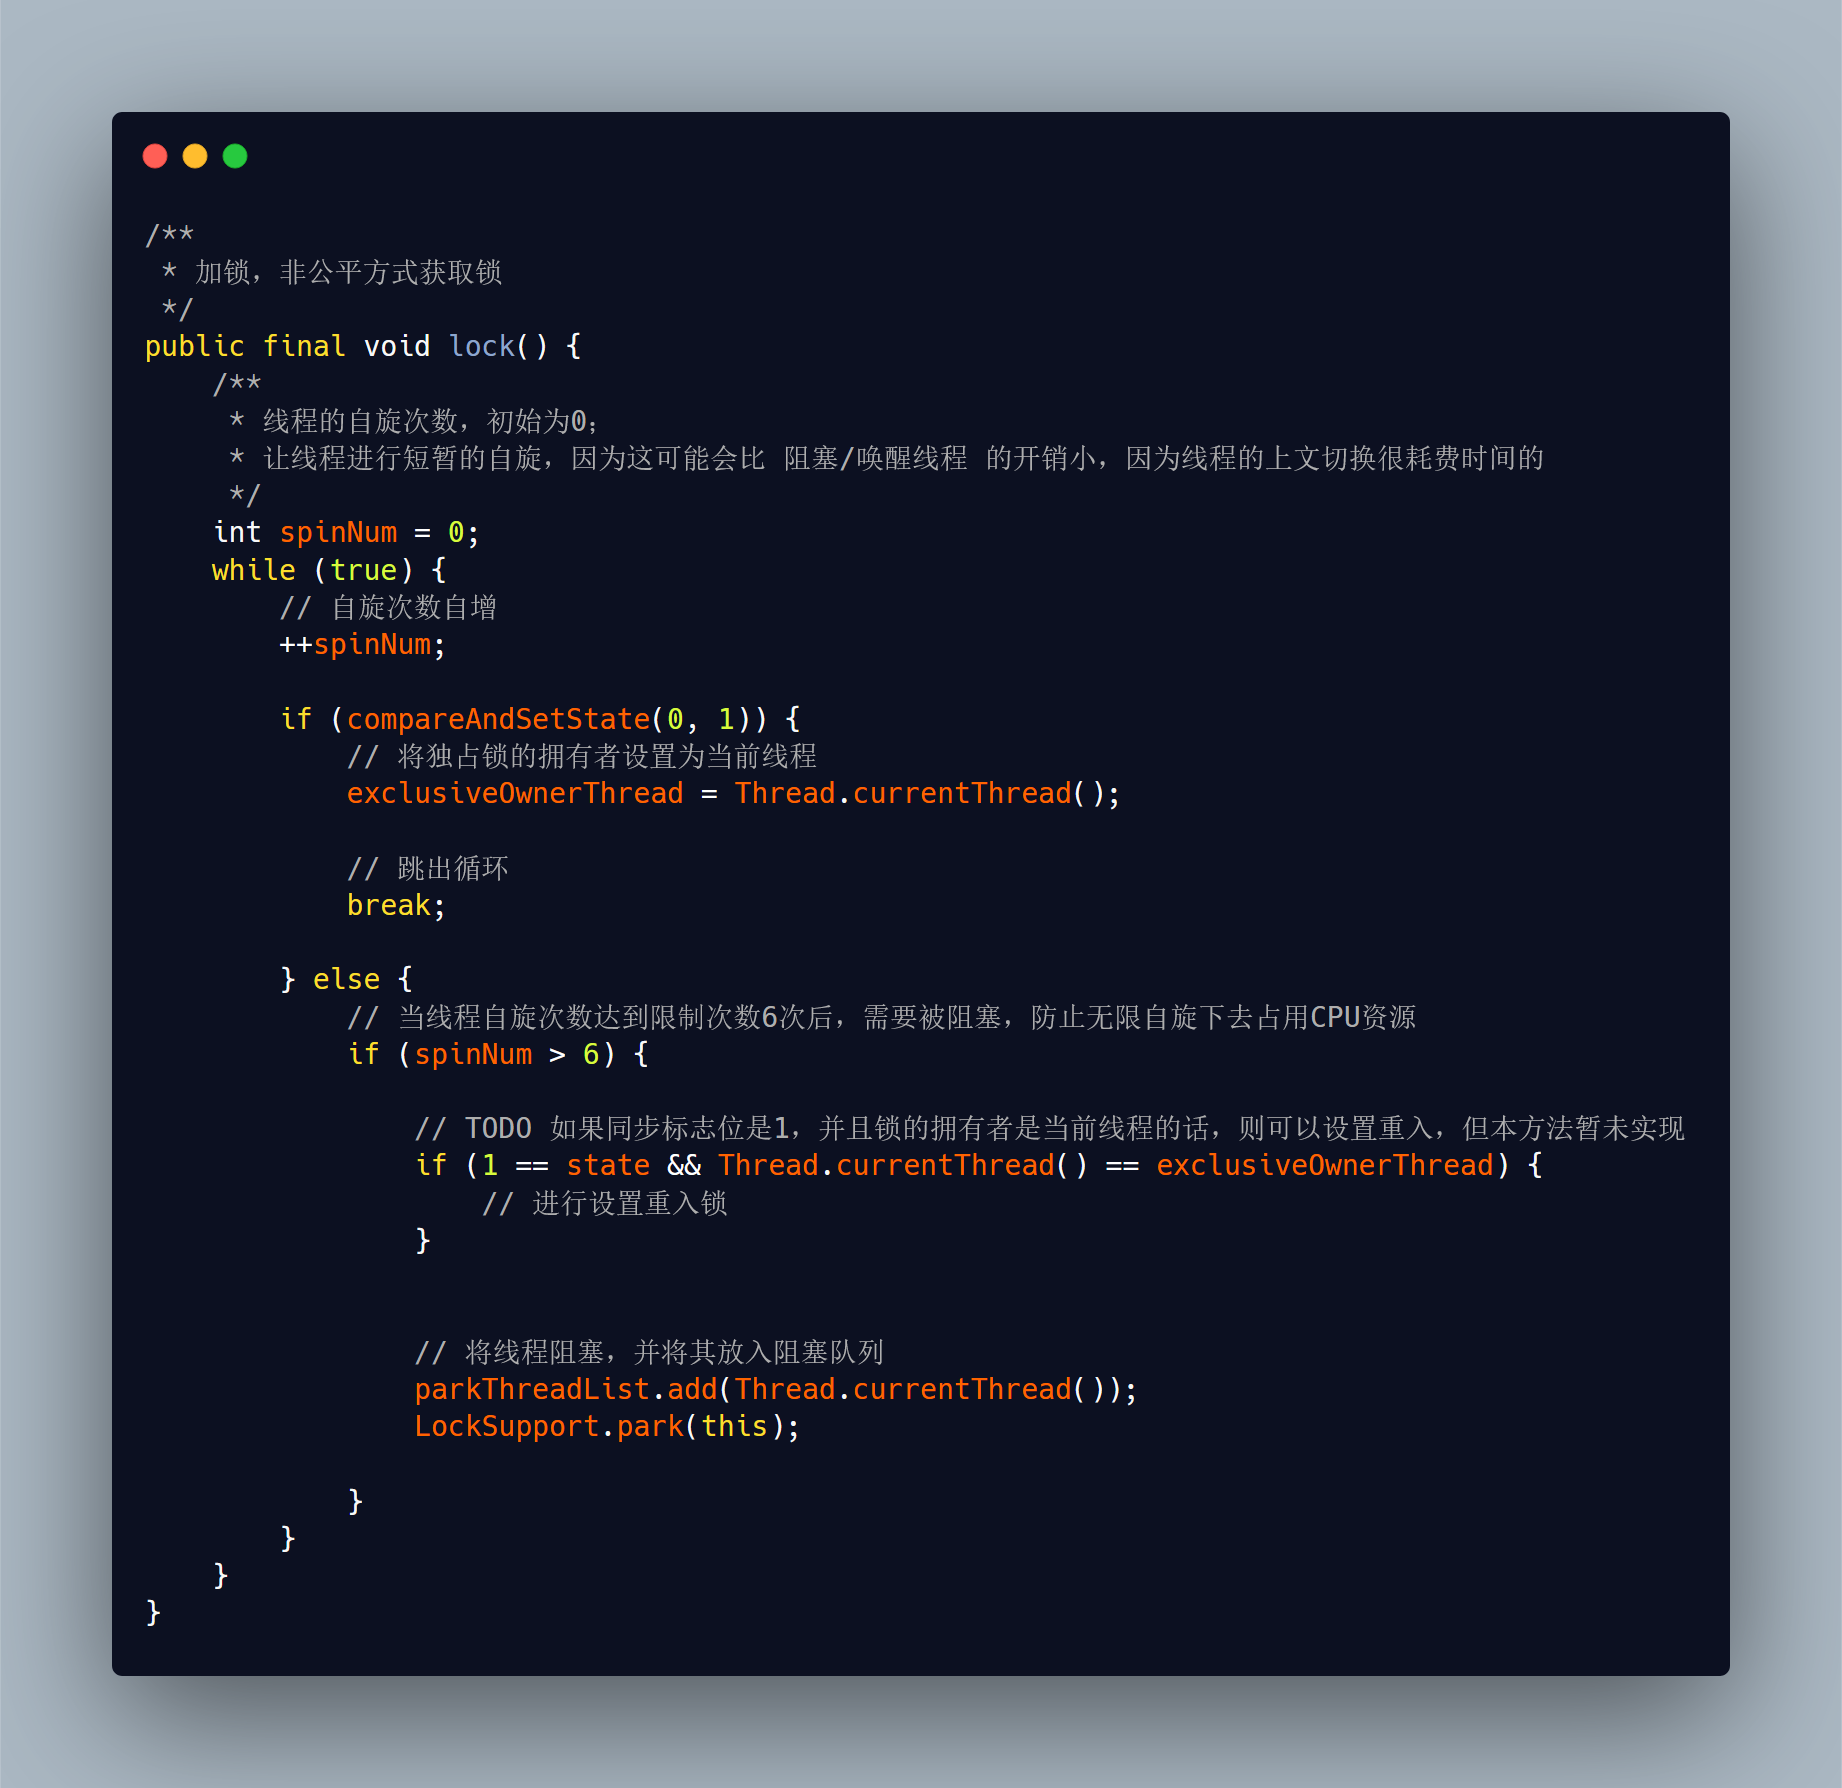 /**
 * 加锁，非公平方式获取锁
 */
public final void lock() {
    /**
     * 线程的自旋次数，初始为0；
     * 让线程进行短暂的自旋，因为这可能会比 阻塞/唤醒线程 的开销小，因为线程的上文切换很耗费时间的
     */
    int spinNum = 0;
    while (true) {
        // 自旋次数自增
        ++spinNum;
        if (compareAndSetState(0, 1)) {
            // 将独占锁的拥有者设置为当前线程
            exclusiveOwnerThread = Thread.currentThread();
            // 跳出循环
            break;
        } else {
            // 当线程自旋次数达到限制次数6次后，需要被阻塞，防止无限自旋下去占用CPU资源
            if (spinNum > 6) {
                // TODO 如果同步标志位是1，并且锁的拥有者是当前线程的话，则可以设置重入，但本方法暂未实现
                if (1 == state && Thread.currentThread() == exclusiveOwnerThread) {
                    // 进行设置重入锁
                }
                // 将线程阻塞，并将其放入阻塞队列
                parkThreadList.add(Thread.currentThread());
                LockSupport.park(this);
            }
        }
    }
}